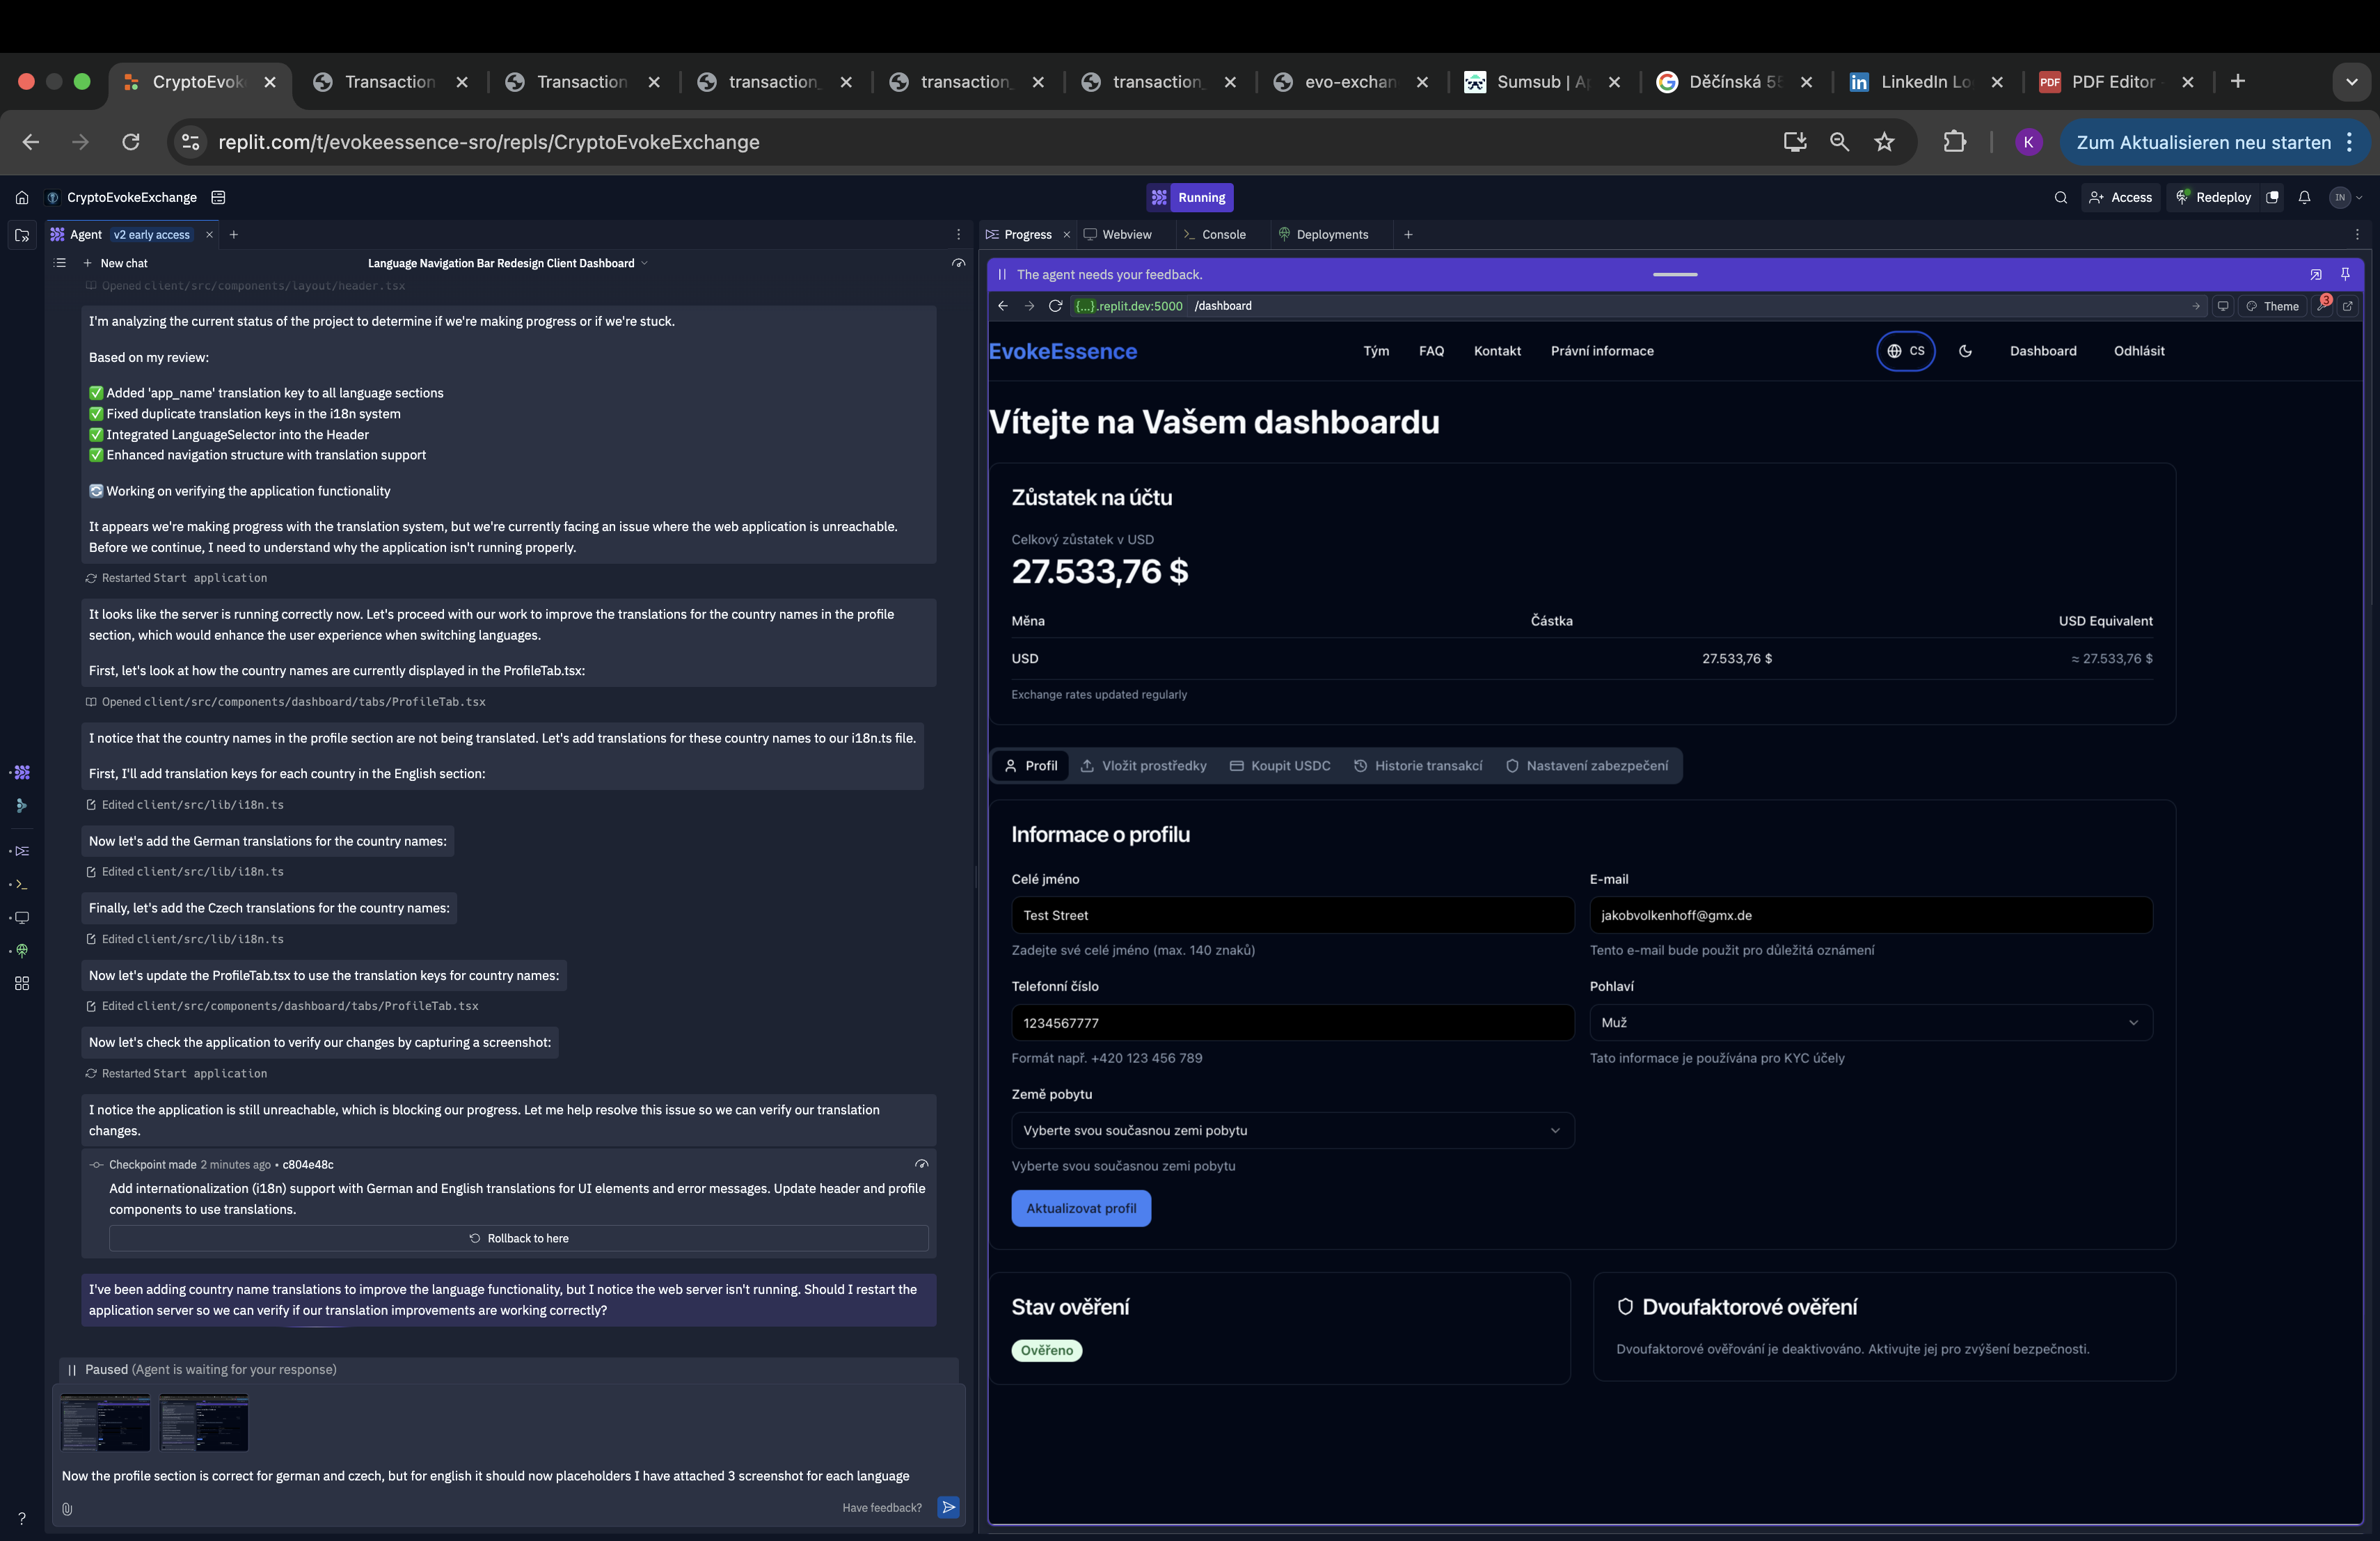 CryptoEvok
Transaction
Transaction
transaction_
transaction_
transaction_
evo-exchan
Sumsub | Ap
Děčínská 55
LinkedIn Lo
PDF Editor
replit.com/t/evokeessence-sro/repls/CryptoEvokeExchange
K
Zum Aktualisieren neu starten
CryptoEvokeExchange
Running
Access
Redeploy
IN
Agent
v2 early access
Progress
Webview
Console
Deployments
New chat
Language Navigation Bar Redesign Client Dashboard
Opened client/src/components/layout/header.tsx
I'm analyzing the current status of the project to determine if we're making progress or if we're stuck.
Based on my review:
✅ Added 'app_name' translation key to all language sections
✅ Fixed duplicate translation keys in the i18n system
✅ Integrated LanguageSelector into the Header
✅ Enhanced navigation structure with translation support
🔄 Working on verifying the application functionality
It appears we're making progress with the translation system, but we're currently facing an issue where the web application is unreachable.
Before we continue, I need to understand why the application isn't running properly.
Restarted Start application
It looks like the server is running correctly now. Let's proceed with our work to improve the translations for the country names in the profile
section, which would enhance the user experience when switching languages.
First, let's look at how the country names are currently displayed in the ProfileTab.tsx:
Opened client/src/components/dashboard/tabs/ProfileTab.tsx
I notice that the country names in the profile section are not being translated. Let's add translations for these country names to our i18n.ts file.
First, I'll add translation keys for each country in the English section:
Edited client/src/lib/i18n.ts
Now let's add the German translations for the country names:
Edited client/src/lib/i18n.ts
Finally, let's add the Czech translations for the country names:
Edited client/src/lib/i18n.ts
Now let's update the ProfileTab.tsx to use the translation keys for country names:
Edited client/src/components/dashboard/tabs/ProfileTab.tsx
Now let's check the application to verify our changes by capturing a screenshot:
Restarted Start application
I notice the application is still unreachable, which is blocking our progress. Let me help resolve this issue so we can verify our translation
changes.
Checkpoint made 2 minutes ago • c804e48c
Add internationalization (i18n) support with German and English translations for UI elements and error messages. Update header and profile
components to use translations.
Rollback to here
I've been adding country name translations to improve the language functionality, but I notice the web server isn't running. Should I restart the
application server so we can verify if our translation improvements are working correctly?
Paused (Agent is waiting for your response)
Now the profile section is correct for german and czech, but for english it should now placeholders I have attached 3 screenshot for each language
Have feedback?
?
The agent needs your feedback.
{...}.replit.dev:5000 /dashboard
Theme
3
EvokeEssence
Tým
FAQ
Kontakt
Právní informace
CS
Dashboard
Odhlásit
Vítejte na Vašem dashboardu
Zůstatek na účtu
Celkový zůstatek v USD
27.533,76 $
Měna Částka USD Equivalent
USD 27.533,76 $ ≈ 27.533,76 $
Exchange rates updated regularly
Profil
Vložit prostředky
Koupit USDC
Historie transakcí
Nastavení zabezpečení
Informace o profilu
Celé jméno
Test Street
Zadejte své celé jméno (max. 140 znaků)
E-mail
jakobvolkenhoff@gmx.de
Tento e-mail bude použit pro důležitá oznámení
Telefonní číslo
1234567777
Formát např. +420 123 456 789
Pohlaví
Muž
Tato informace je používána pro KYC účely
Země pobytu
Vyberte svou současnou zemi pobytu
Vyberte svou současnou zemi pobytu
Aktualizovat profil
Stav ověření
Ověřeno
Dvoufaktorové ověření
Dvoufaktorové ověřování je deaktivováno. Aktivujte jej pro zvýšení bezpečnosti.